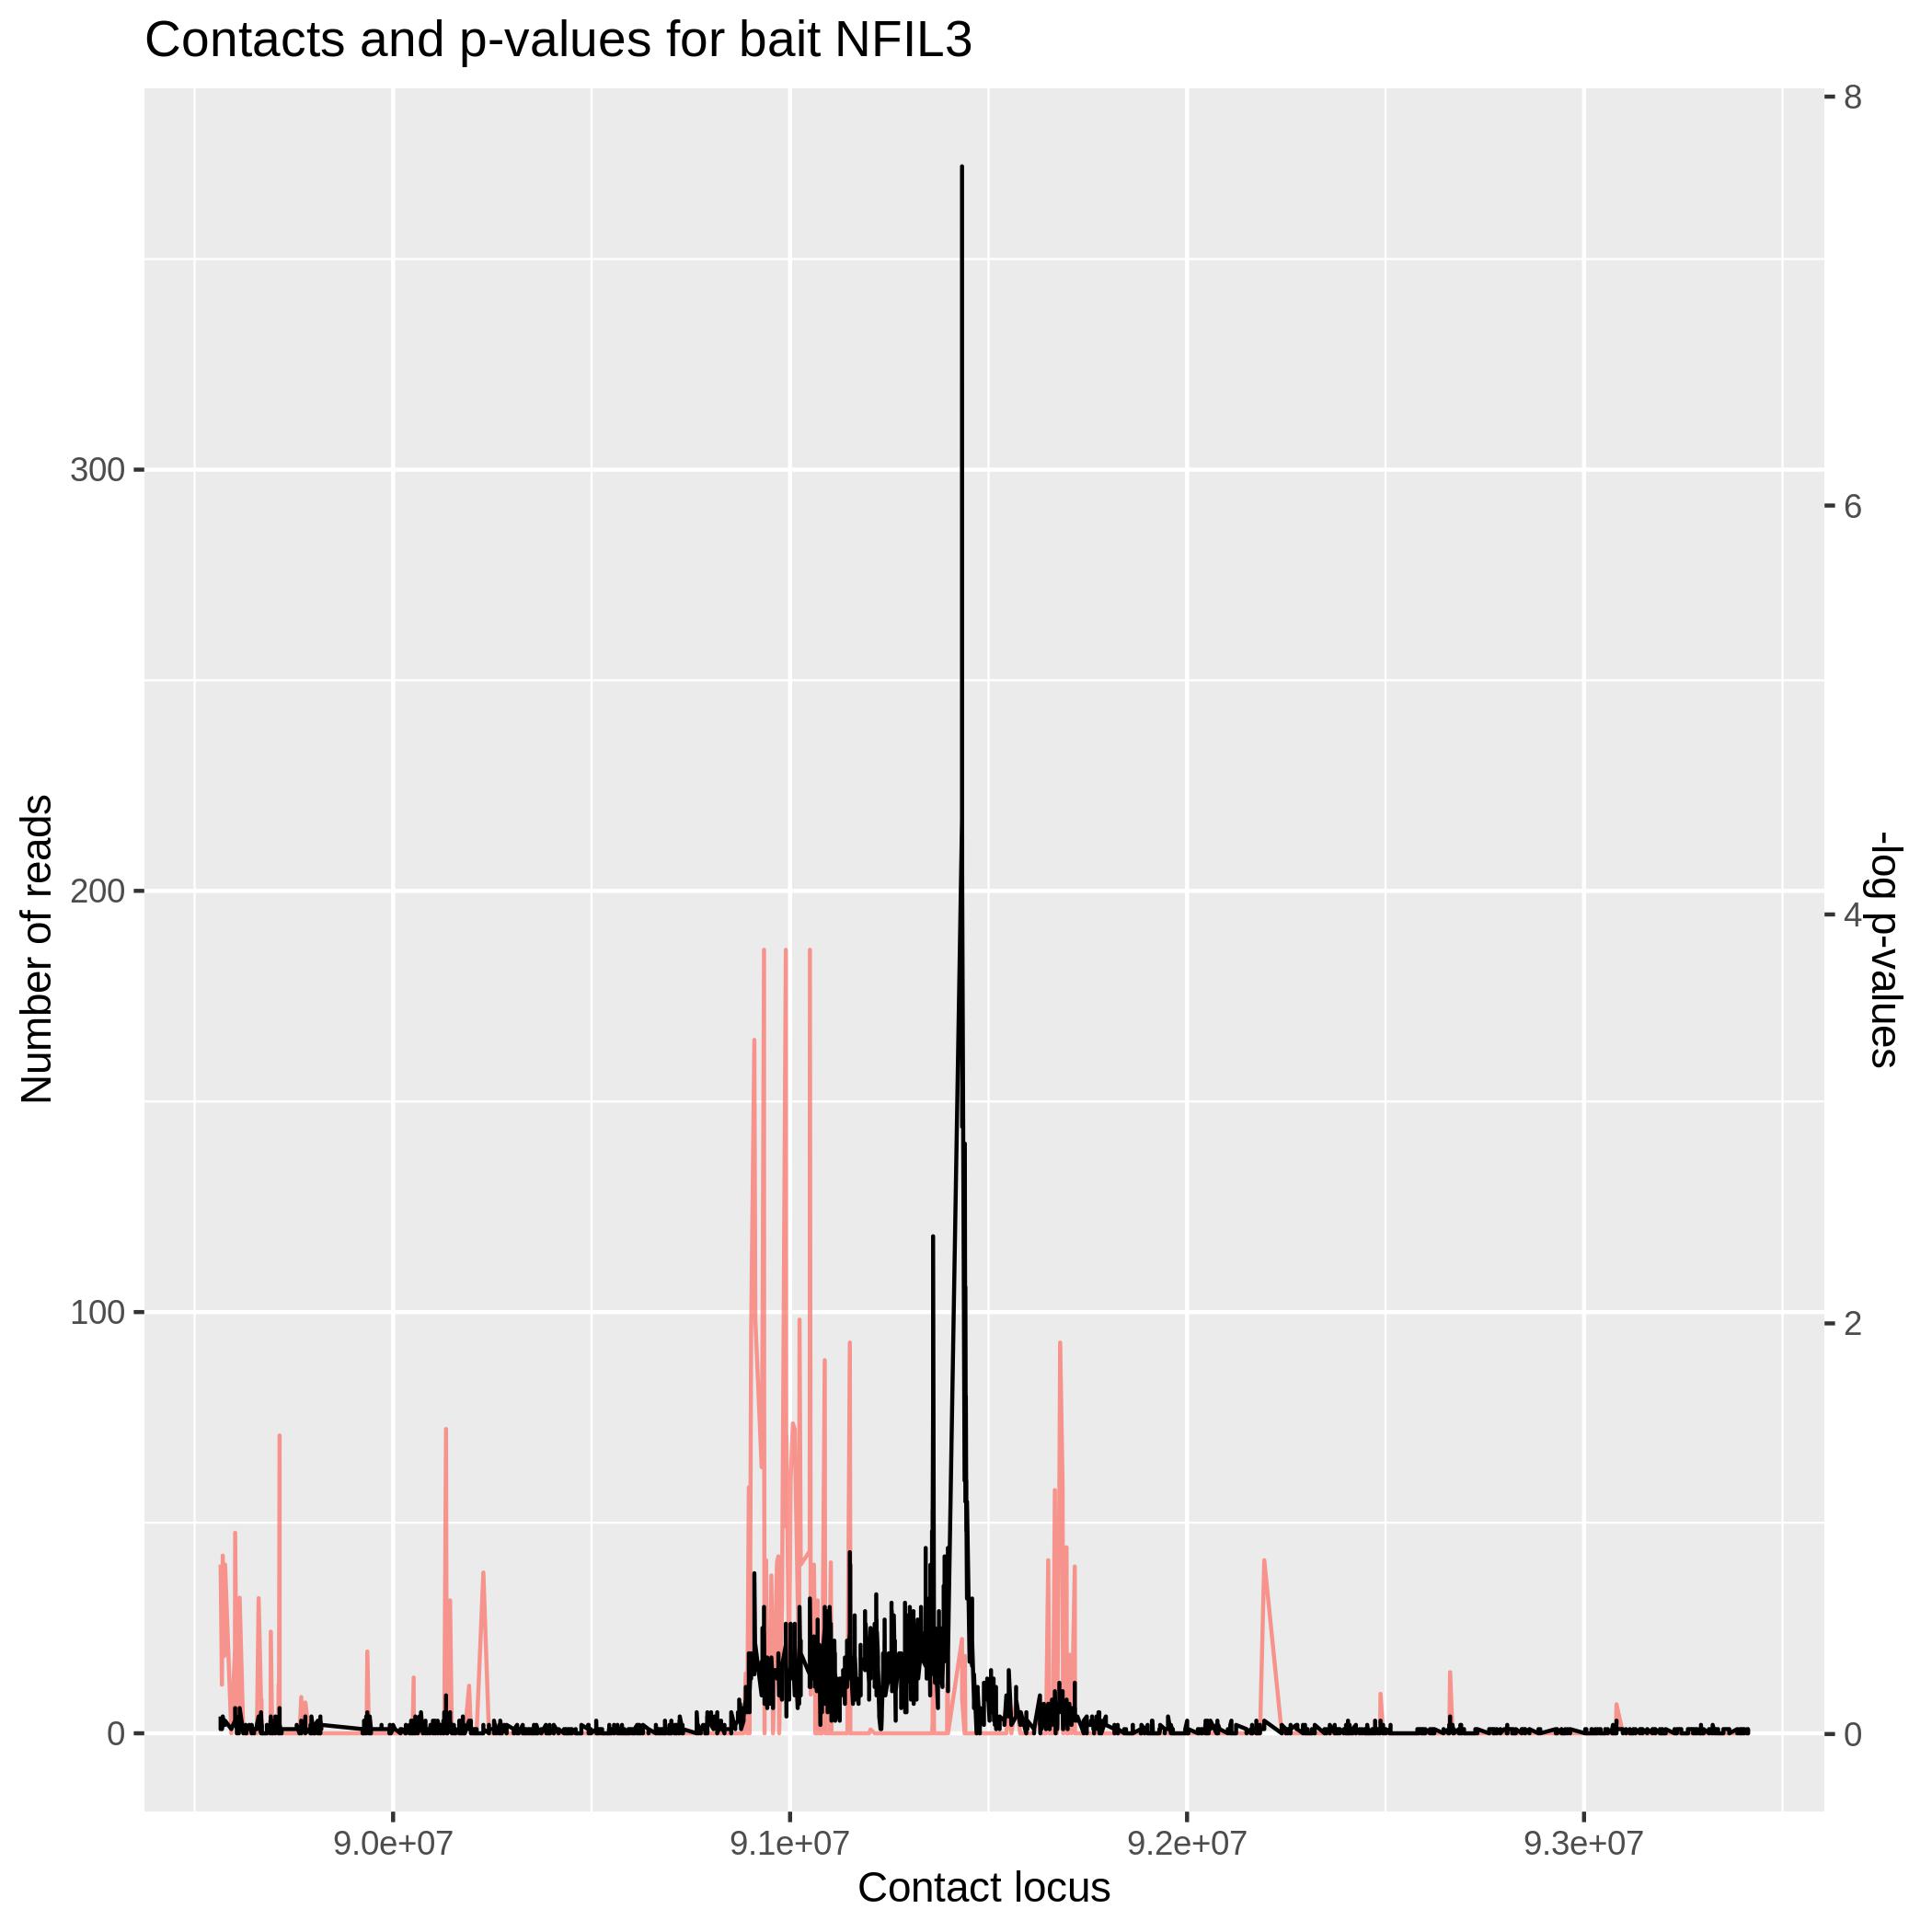 Contacts and p-values for bait NFIL3
Number of reads
300
200
100
0
8
6
4
2
0
-log p-values
9.0e+07
9.1e+07
9.2e+07
9.3e+07
Contact locus